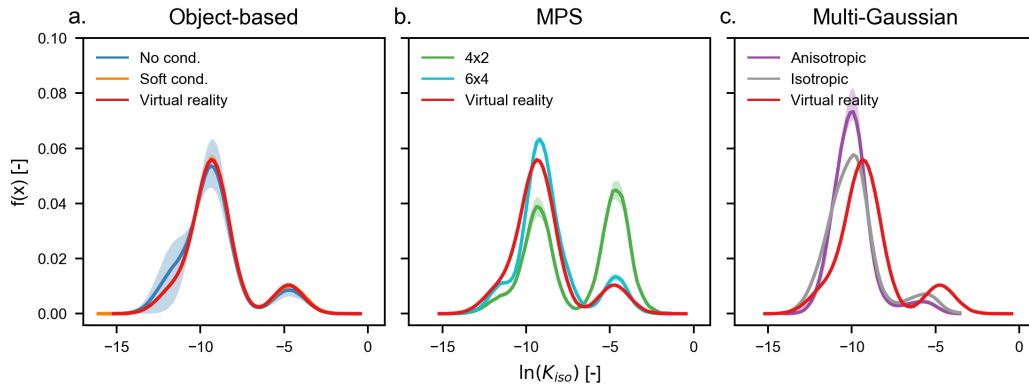 a. Object-based
b. MPS
c. Multi-Gaussian
0.10
0.08
0.06
0.04
0.02
0.00
f(x) [-]
No cond.
Soft cond.
Virtual reality
4x2
6x4
Virtual reality
Anisotropic
Isotropic
Virtual reality
−15 −10 −5 0
−15 −10 −5 0
−15 −10 −5 0
ln(K_iso) [-]